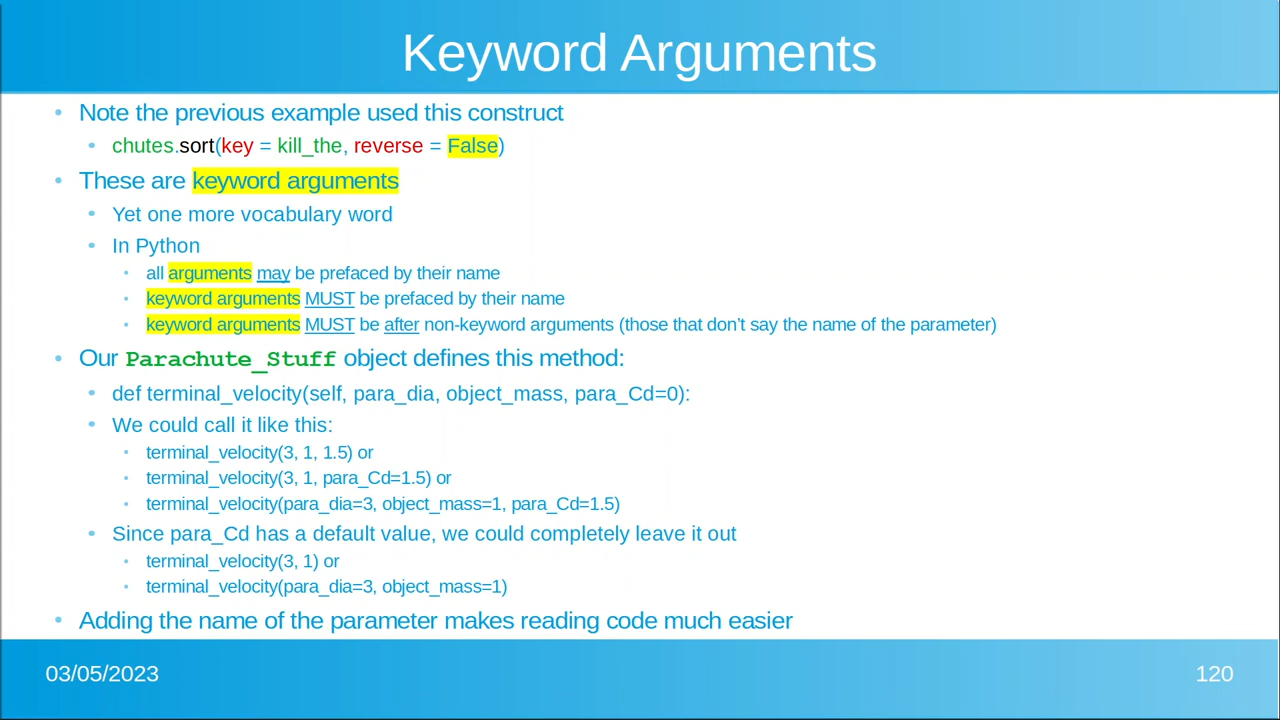 Keyword Arguments
• Note the previous example used this construct
• chutes.sort(key = kill_the, reverse = False)
• These are keyword arguments
• Yet one more vocabulary word
• In Python
• all arguments may be prefaced by their name
• keyword arguments MUST be prefaced by their name
• keyword arguments MUST be after non-keyword arguments (those that don’t say the name of the parameter)
• Our Parachute_Stuff object defines this method:
• def terminal_velocity(self, para_dia, object_mass, para_Cd=0):
• We could call it like this:
• terminal_velocity(3, 1, 1.5) or
• terminal_velocity(3, 1, para_Cd=1.5) or
• terminal_velocity(para_dia=3, object_mass=1, para_Cd=1.5)
• Since para_Cd has a default value, we could completely leave it out
• terminal_velocity(3, 1) or
• terminal_velocity(para_dia=3, object_mass=1)
• Adding the name of the parameter makes reading code much easier
03/05/2023
120